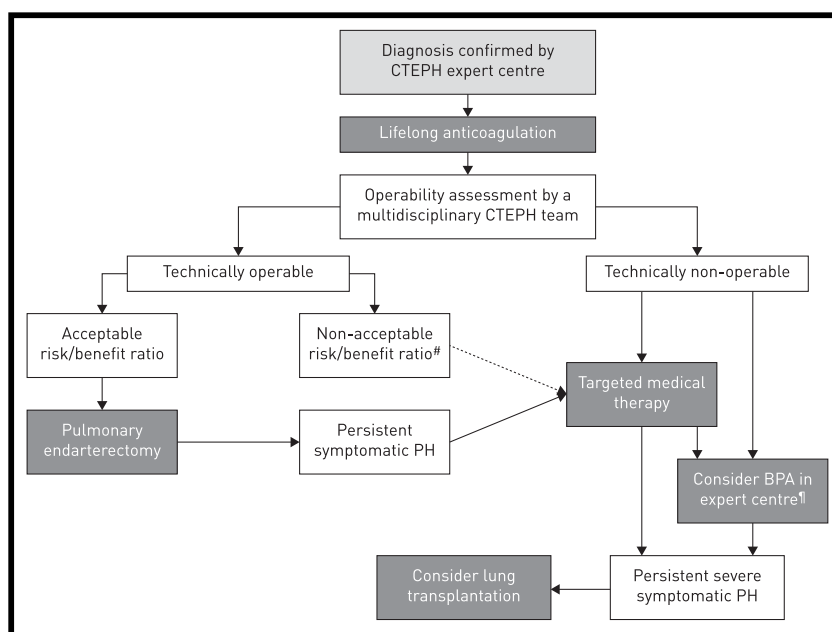 Diagnosis confirmed by
CTEPH expert centre
Lifelong anticoagulation
Operability assessment by a
multidisciplinary CTEPH team
Technically operable
Technically non-operable
Acceptable
risk/benefit ratio
Non-acceptable
risk/benefit ratio#
Targeted medical
therapy
Pulmonary
endarterectomy
Persistent
symptomatic PH
Consider BPA in
expert centre¶
Consider lung
transplantation
Persistent severe
symptomatic PH